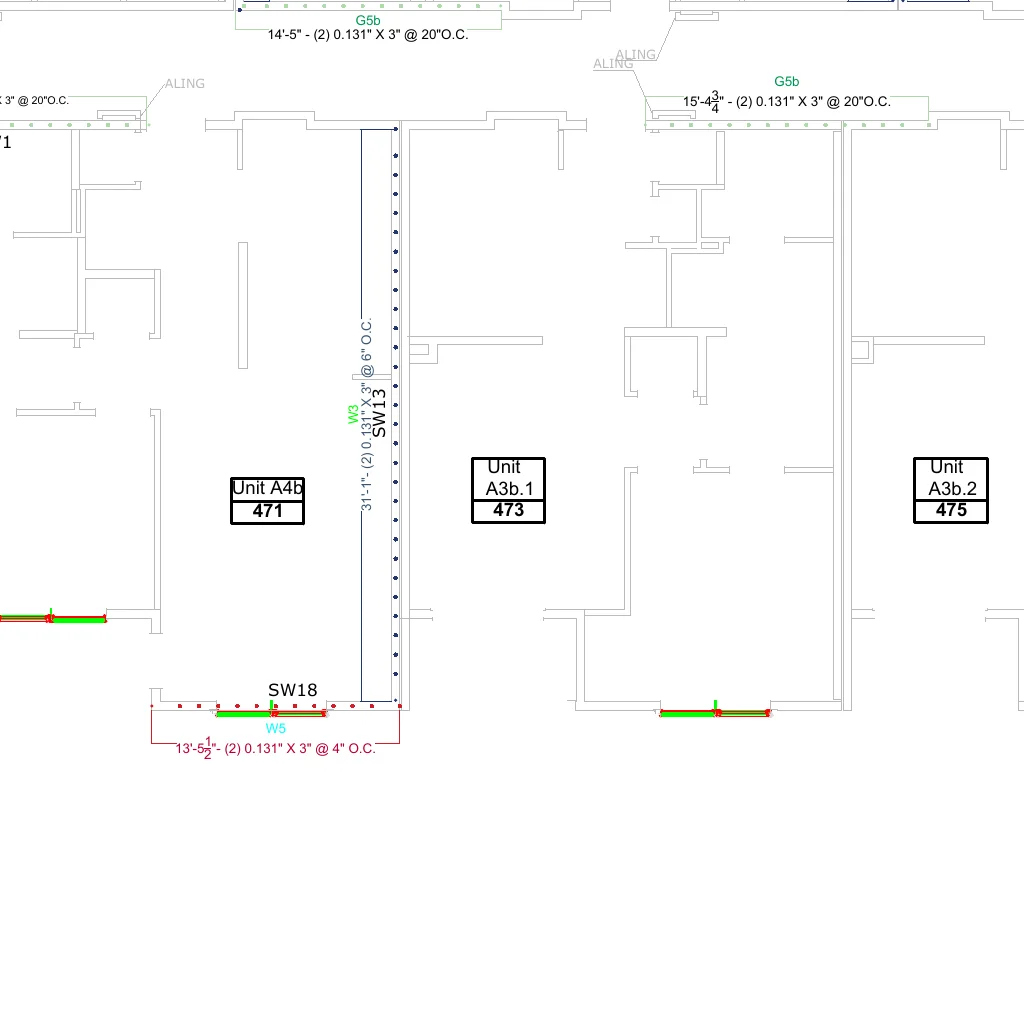 G5b
14'-5" - (2) 0.131" X 3" @ 20"O.C.
ALING
ALING
ALING
G5b
X 3" @ 20"O.C.
15'-4 3/4" - (2) 0.131" X 3" @ 20"O.C.
31'-1" - (2) 0.131" X 3" @ 6" O.C.
W3
SW13
Unit A4b
471
Unit
A3b.1
473
Unit
A3b.2
475
SW18
W5
13'-5 1/2"- (2) 0.131" X 3" @ 4" O.C.